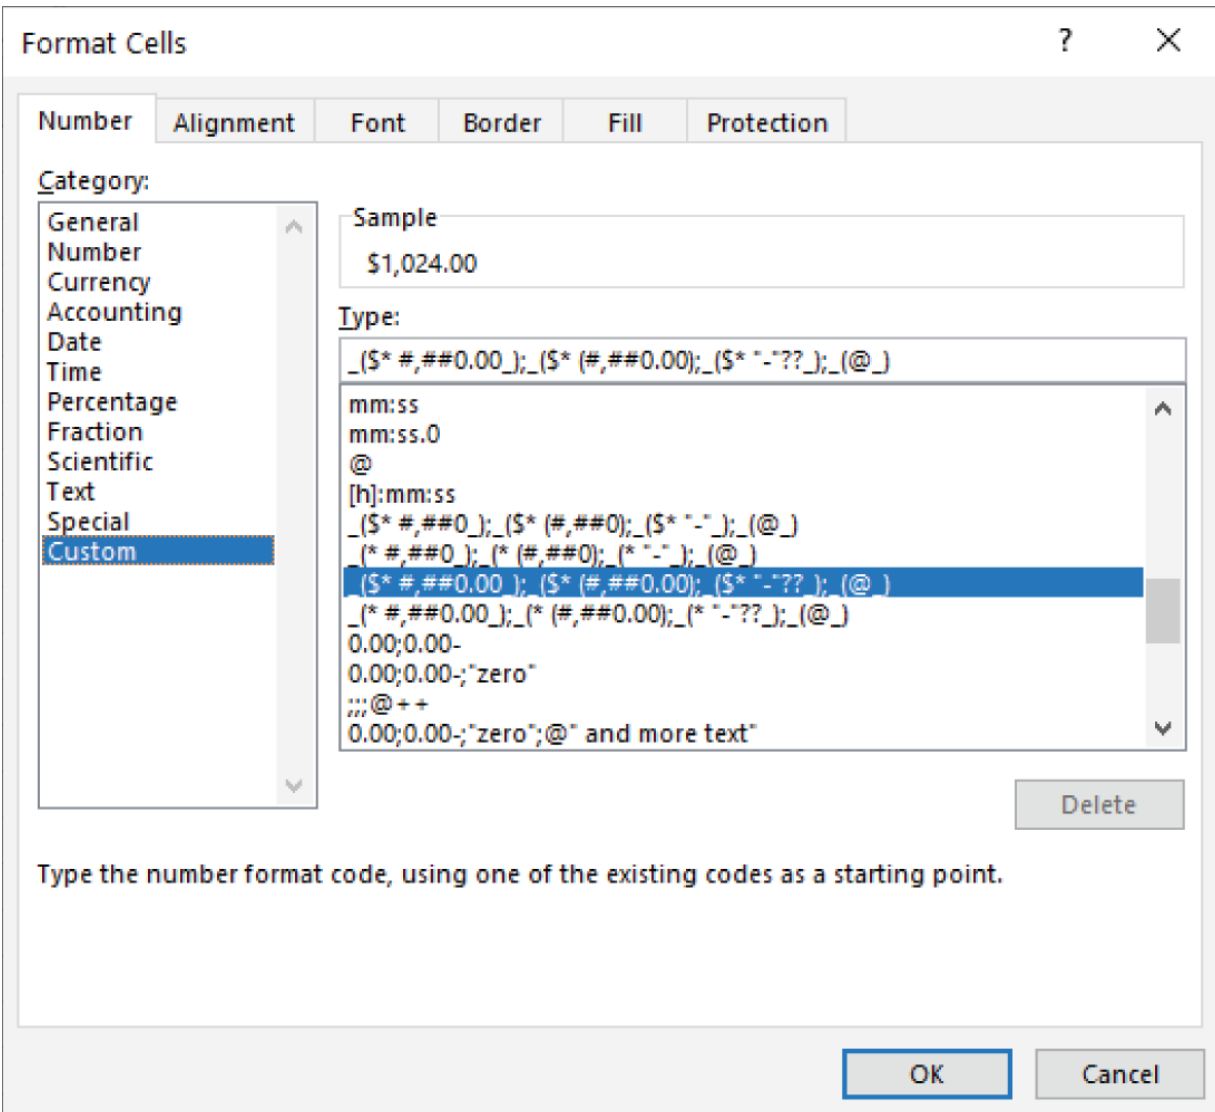 Format Cells ?
Number Alignment Font Border Fill Protection
Category:
General
Number
Currency
Accounting
Date
Time
Percentage
Fraction
Scientific
Text
Special
Custom
Sample
$1,024.00
Type:
_($* #,##0.00_);_($* (#,##0.00);_($* "-"??_);_(@_)
mm:ss
mm:ss.0
@
[h]:mm:ss
_($* #,##0_);_($* (#,##0);_($* "-"_);_(@_)
_(* #,##0_);_(* (#,##0);_(* "-"_);_(@_)
_($* #,##0.00_);_($* (#,##0.00);_($* "-"??_);_(@_)
_(* #,##0.00_);_(* (#,##0.00);_(* "-"??_);_(@_)
0.00;0.00-
0.00;0.00-;"zero"
;;;@++
0.00;0.00-;"zero";@" and more text"
Delete
Type the number format code, using one of the existing codes as a starting point.
OK Cancel